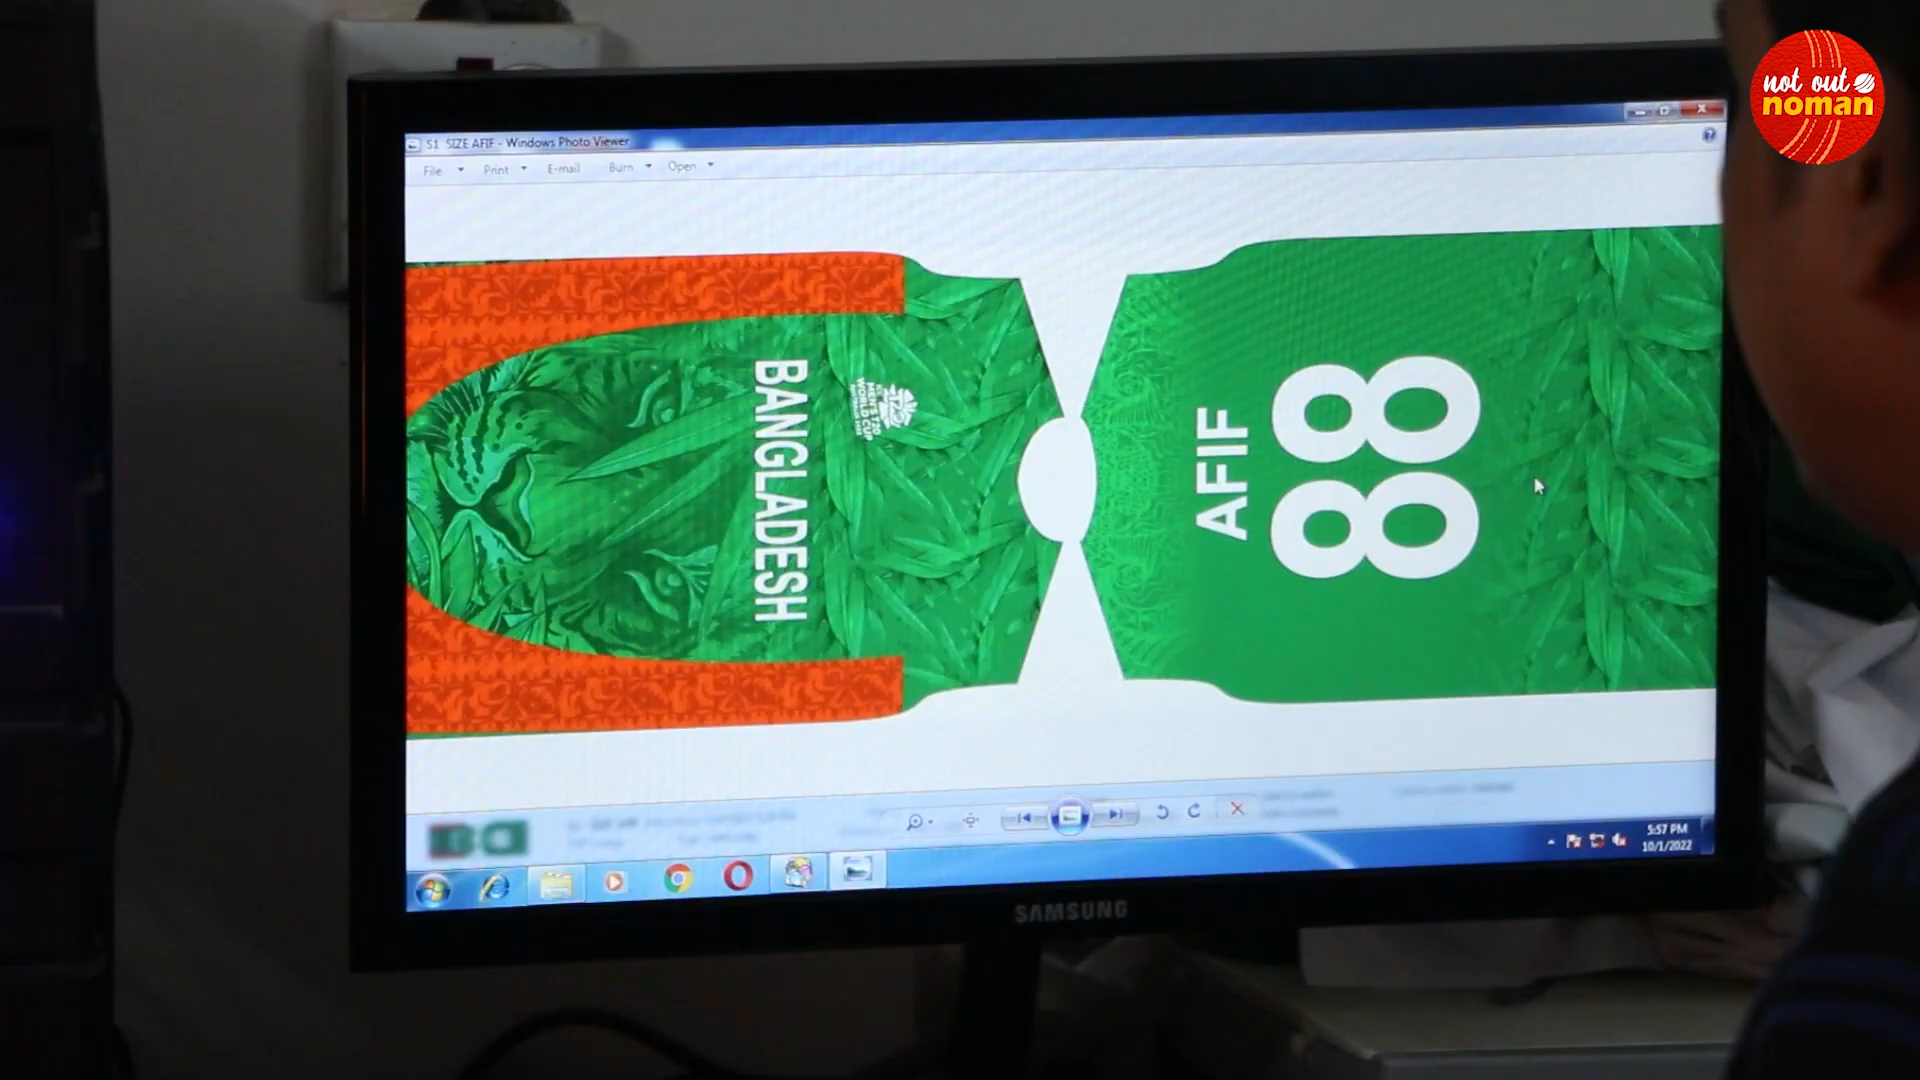 not out
noman
S1 SIZE AFIF - Windows Photo Viewer
File Print E-mail Burn Open
BANGLADESH
MEN'S T20
WORLD CUP
AFIF
88
5:57 PM
10/1/2022
SAMSUNG